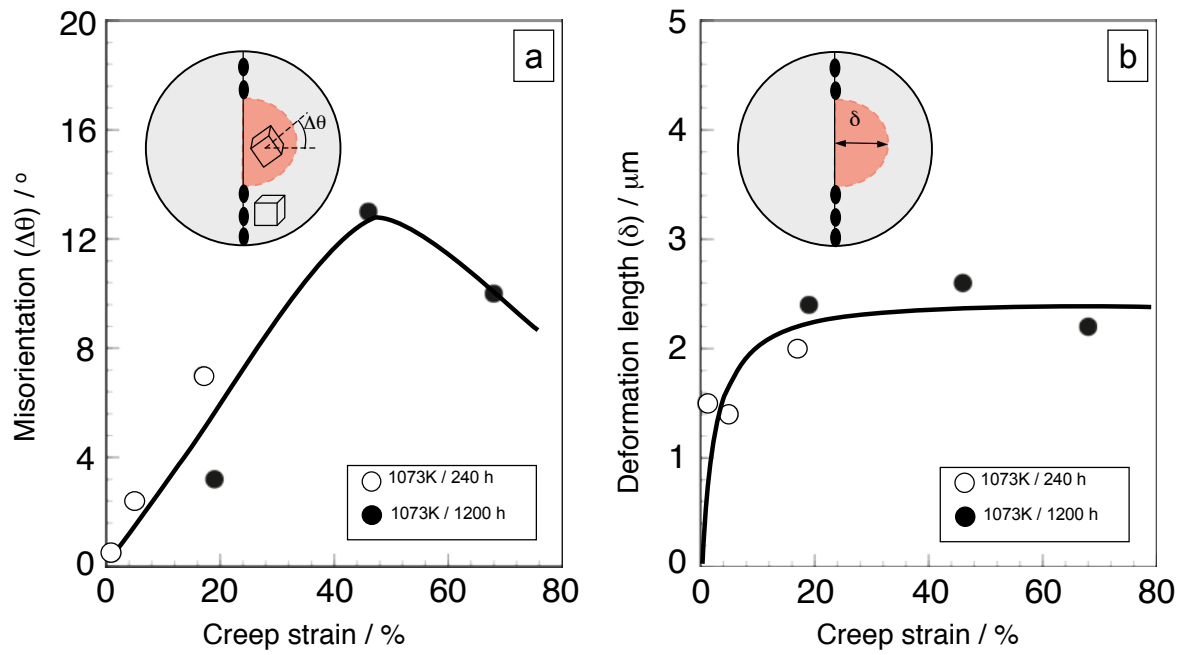 a
Misorientation (Δθ) / º
20
16
12
8
4
0
Δθ
1073K / 240 h
1073K / 1200 h
0 20 40 60 80
Creep strain / %
b
Deformation length (δ) / μm
5
4
3
2
1
0
δ
1073K / 240 h
1073K / 1200 h
0 20 40 60 80
Creep strain / %